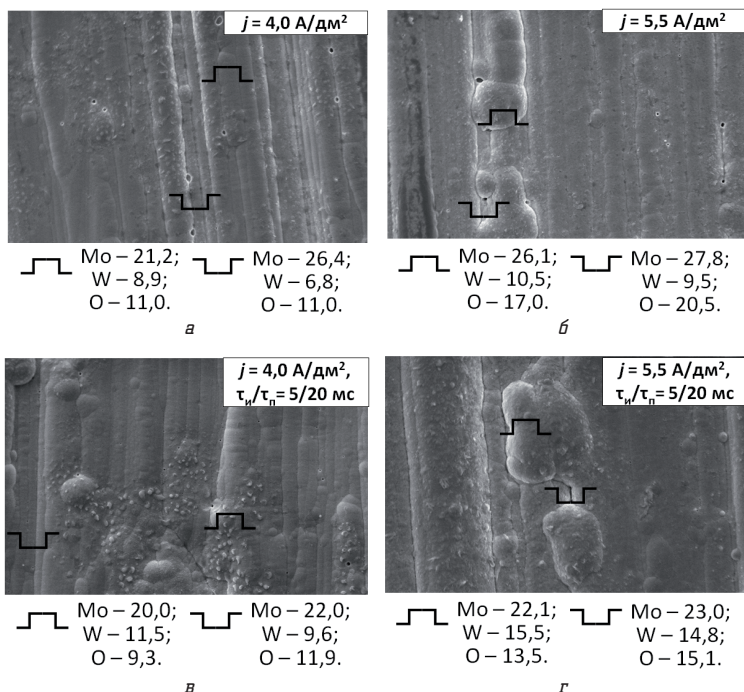 j = 4,0 А/дм²
j = 5,5 А/дм²
Mo – 21,2;
W – 8,9;
O – 11,0.
Mo – 26,4;
W – 6,8;
O – 11,0.
Mo – 26,1;
W – 10,5;
O – 17,0.
Mo – 27,8;
W – 9,5;
O – 20,5.
а
б
j = 4,0 А/дм²,
τи/τп= 5/20 мс
j = 5,5 А/дм²,
τи/τп= 5/20 мс
Mo – 20,0;
W – 11,5;
O – 9,3.
Mo – 22,0;
W – 9,6;
O – 11,9.
Mo – 22,1;
W – 15,5;
O – 13,5.
Mo – 23,0;
W – 14,8;
O – 15,1.
в
г